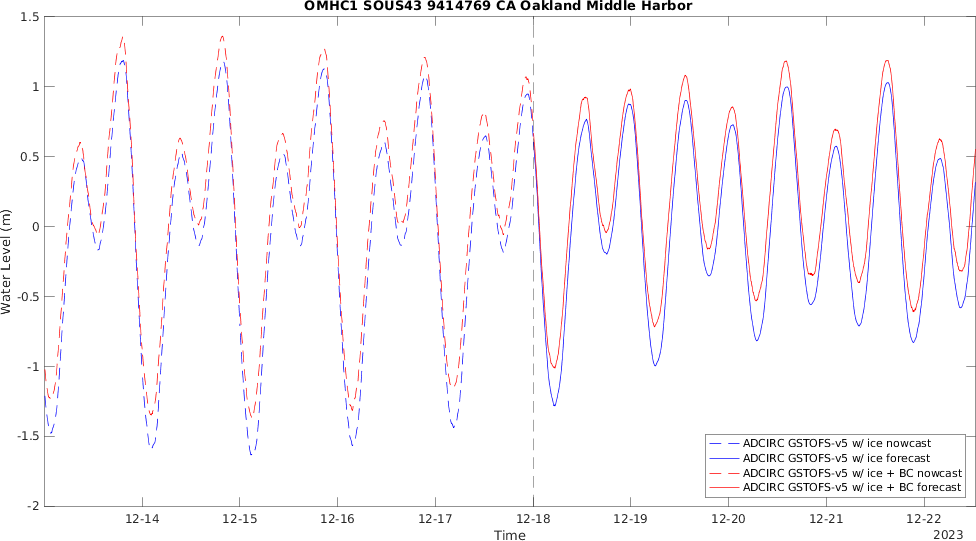 OMHC1 SOUS43 9414769 CA Oakland Middle Harbor
1.5
1
0.5
0
-0.5
-1
-1.5
-2
Water Level (m)
12-14
12-15
12-16
12-17
12-18
12-19
12-20
12-21
12-22
Time
2023
ADCIRC GSTOFS-v5 w/ ice nowcast
ADCIRC GSTOFS-v5 w/ ice forecast
ADCIRC GSTOFS-v5 w/ ice + BC nowcast
ADCIRC GSTOFS-v5 w/ ice + BC forecast